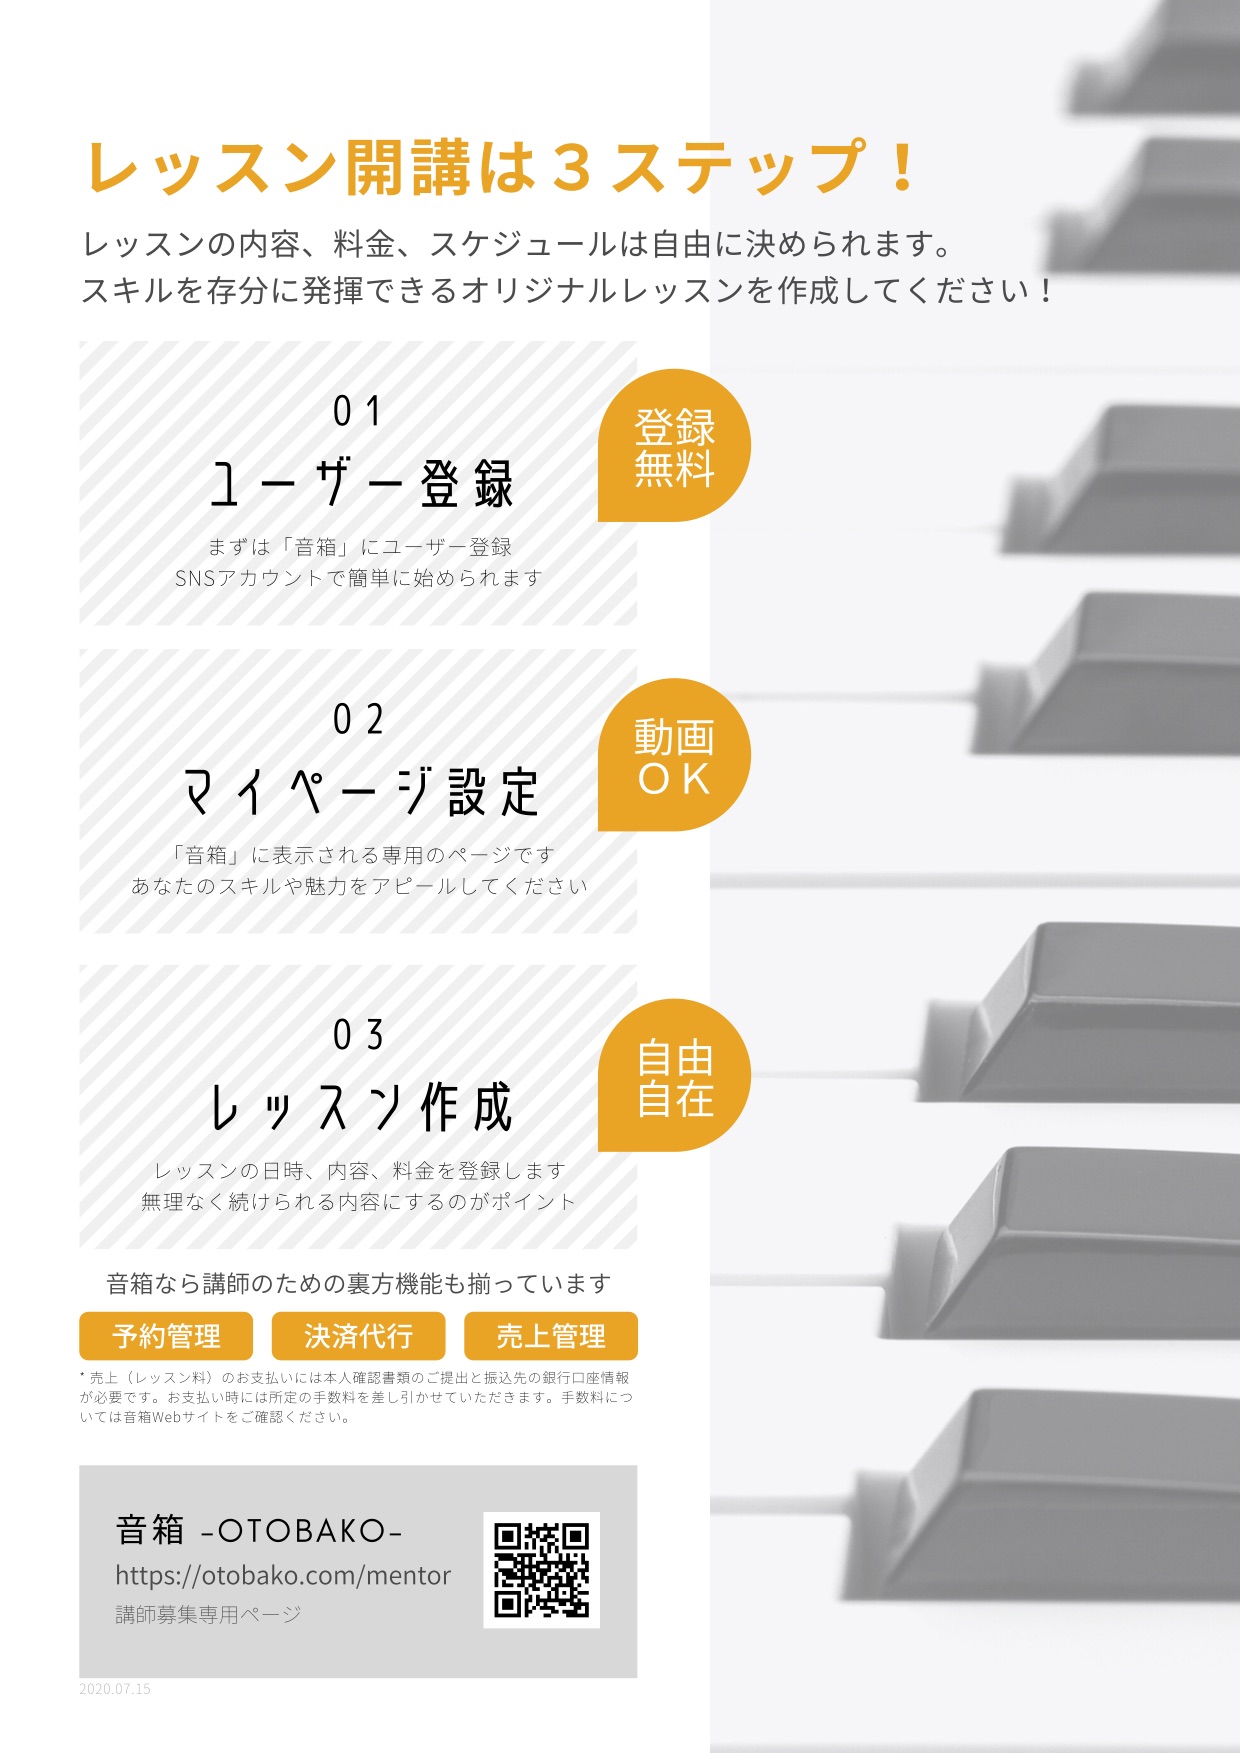 レッスン開講は３ステップ！
レッスンの内容、料金、スケジュールは自由に決められます。
スキルを存分に発揮できるオリジナルレッスンを作成してください！
01
ユーザー登録
まずは「音箱」にユーザー登録
SNSアカウントで簡単に始められます
登録
無料
02
マイページ設定
「音箱」に表示される専用のページです
あなたのスキルや魅力をアピールしてください
動画
ＯＫ
03
レッスン作成
レッスンの日時、内容、料金を登録します
無理なく続けられる内容にするのがポイント
自由
自在
音箱なら講師のための裏方機能も揃っています
予約管理
決済代行
売上管理
* 売上（レッスン料）のお支払いには本人確認書類のご提出と振込先の銀行口座情報
が必要です。お支払い時には所定の手数料を差し引かせていただきます。手数料につ
いては音箱Webサイトをご確認ください。
音箱 -OTOBAKO-
https://otobako.com/mentor
講師募集専用ページ
2020.07.15